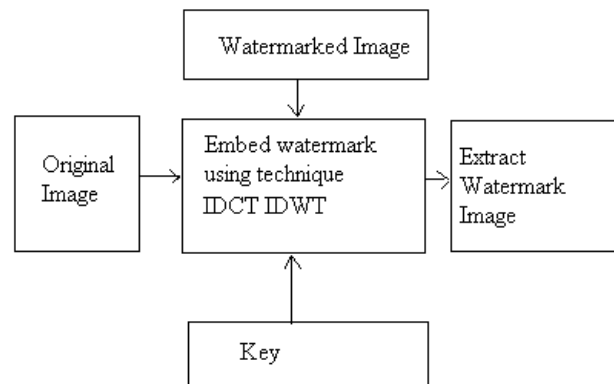 Watermarked Image
Original
Image
Embed watermark
using technique
IDCT IDWT
Extract
Watermark
Image
Key